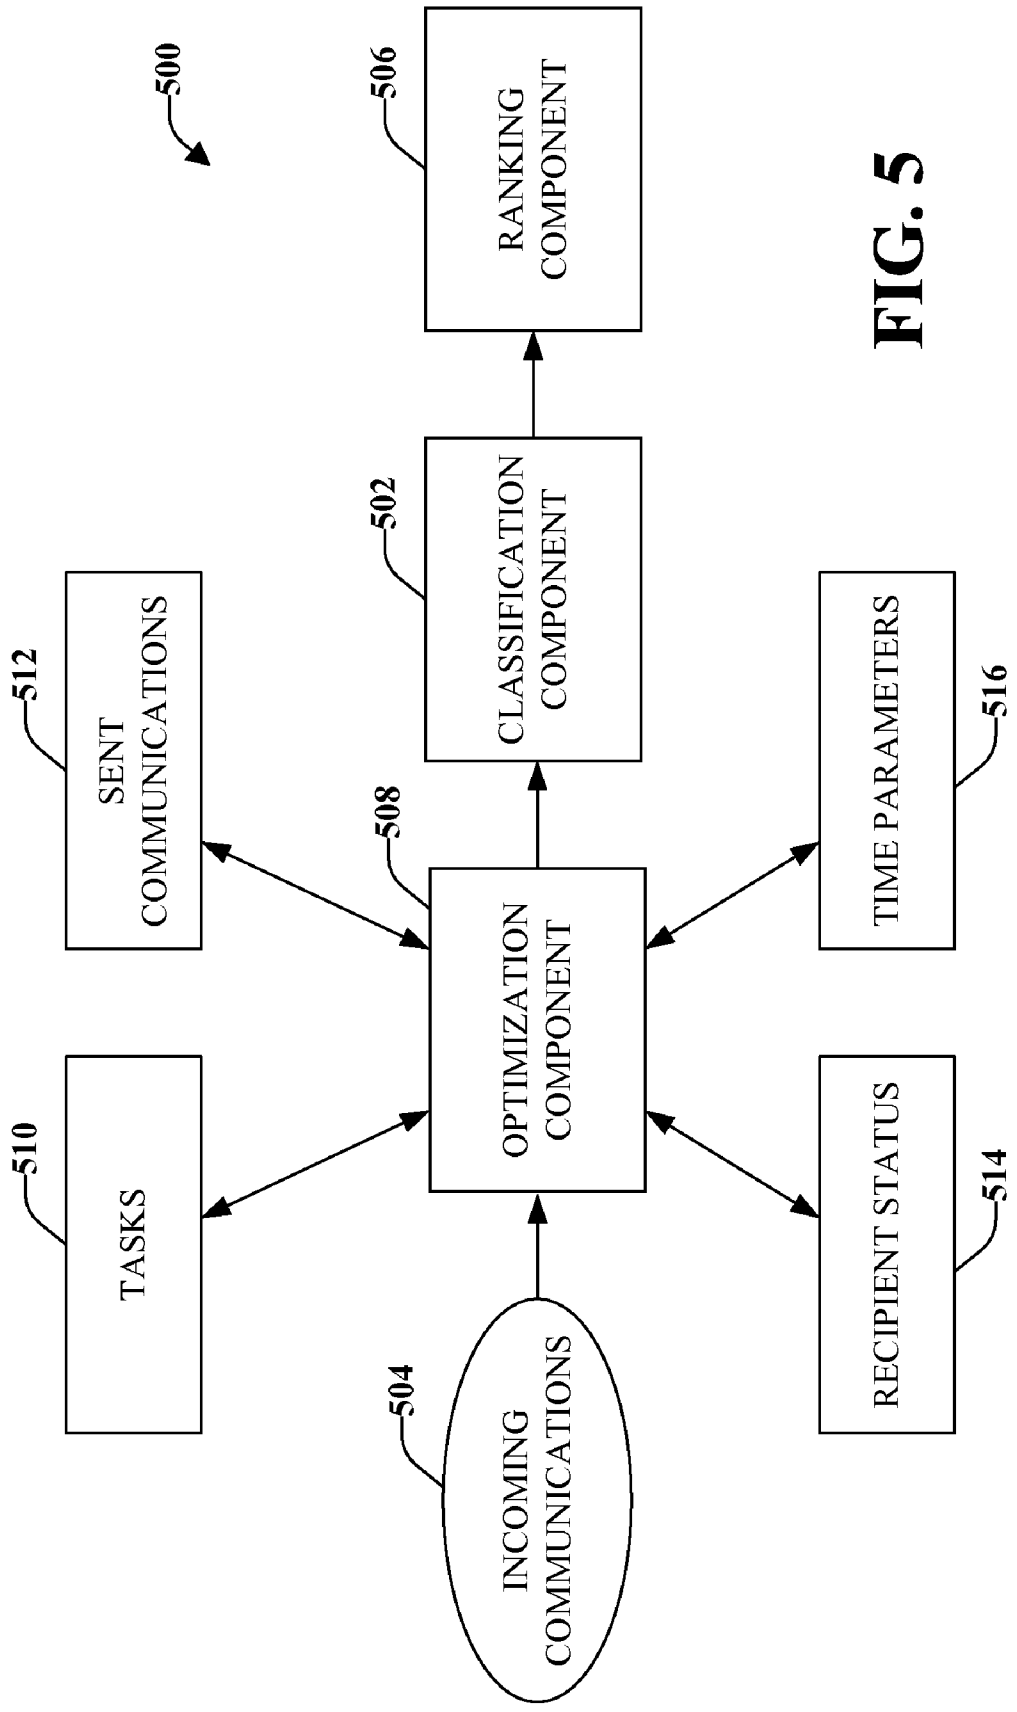 500
510
TASKS
512
SENT
COMMUNICATIONS
504
INCOMING
COMMUNICATIONS
508
OPTIMIZATION
COMPONENT
502
CLASSIFICATION
COMPONENT
506
RANKING
COMPONENT
RECIPIENT STATUS
514
TIME PARAMETERS
516
FIG. 5